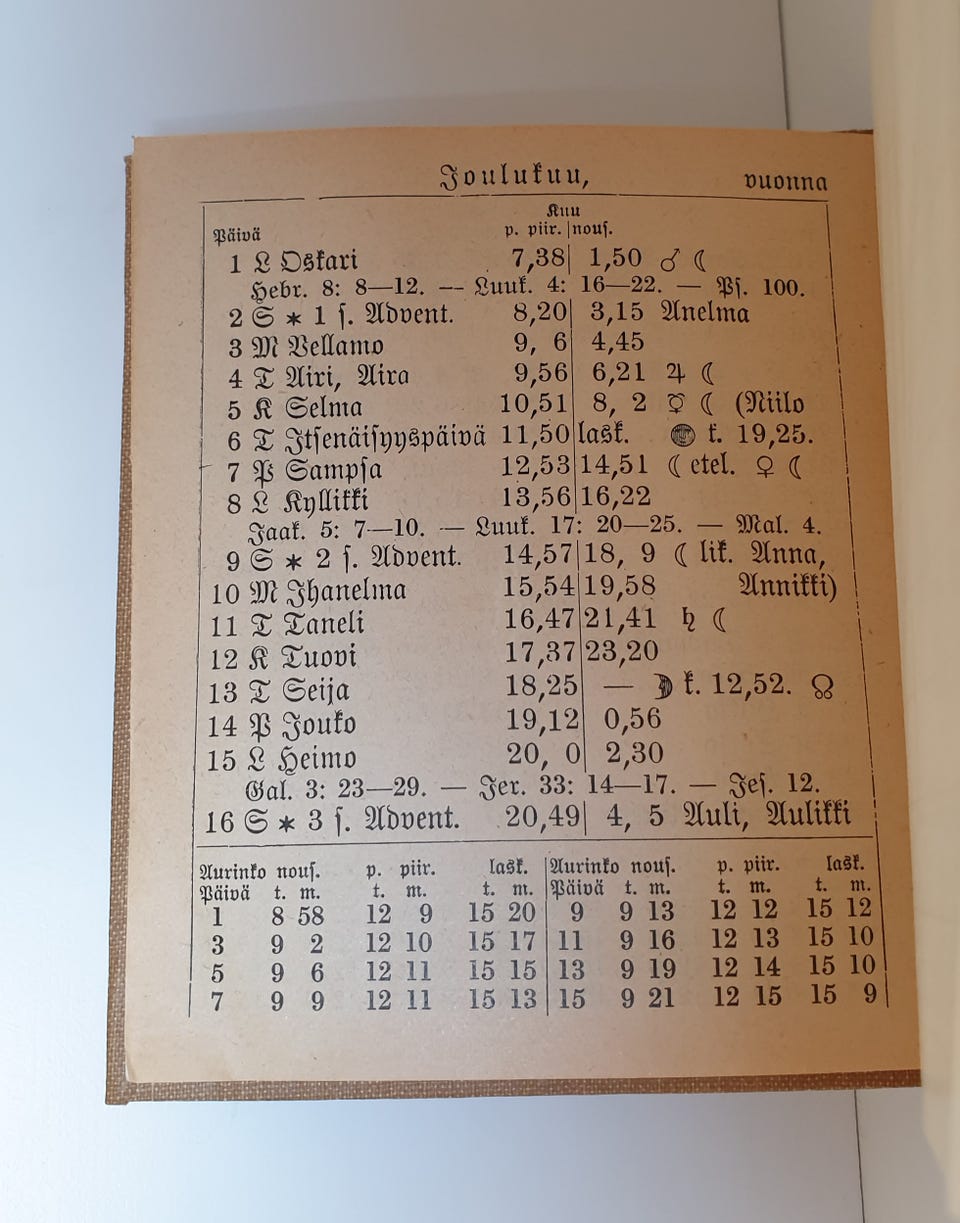 Joulukuu, vuonna
Kuu
Päivä p. piir. nous.
1 L Oskari 7,38 1,50 ♂ ☾
Hebr. 8: 8—12. — Luuk. 4: 16—22. — Ps. 100.
2 S * 1 s. Advent. 8,20 3,15 Anelma
3 M Vellamo 9, 6 4,45
4 T Airi, Aira 9,56 6,21 ♃ ☾
5 K Selma 10,51 8, 2 ☿ ☾ (Niilo
6 T Itsenäisyyspäivä 11,50 lask. k. 19,25.
7 P Sampsa 12,53 14,51 ☾ etel. ♀ ☾
8 L Kyllikki 13,56 16,22
Jaak. 5: 7—10. — Luuk. 17: 20—25. — Mal. 4.
9 S * 2 s. Advent. 14,57 18, 9 ☾ lik. Anna,
10 M Ihanelma 15,54 19,58 Annikki)
11 T Taneli 16,47 21,41 ♄ ☾
12 K Tuovi 17,37 23,20
13 T Seija 18,25 — ☽ k. 12,52. ☊
14 P Jouko 19,12 0,56
15 L Heimo 20, 0 2,30
Gal. 3: 23—29. — Jer. 33: 14—17. — Jes. 12.
16 S * 3 s. Advent. 20,49 4, 5 Auli, Aulikki
Aurinko nous. p. piir. lask. Aurinko nous. p. piir. lask.
Päivä t. m. t. m. t. m. Päivä t. m. t. m. t. m.
1 8 58 12 9 15 20 9 9 13 12 12 15 12
3 9 2 12 10 15 17 11 9 16 12 13 15 10
5 9 6 12 11 15 15 13 9 19 12 14 15 10
7 9 9 12 11 15 13 15 9 21 12 15 15 9